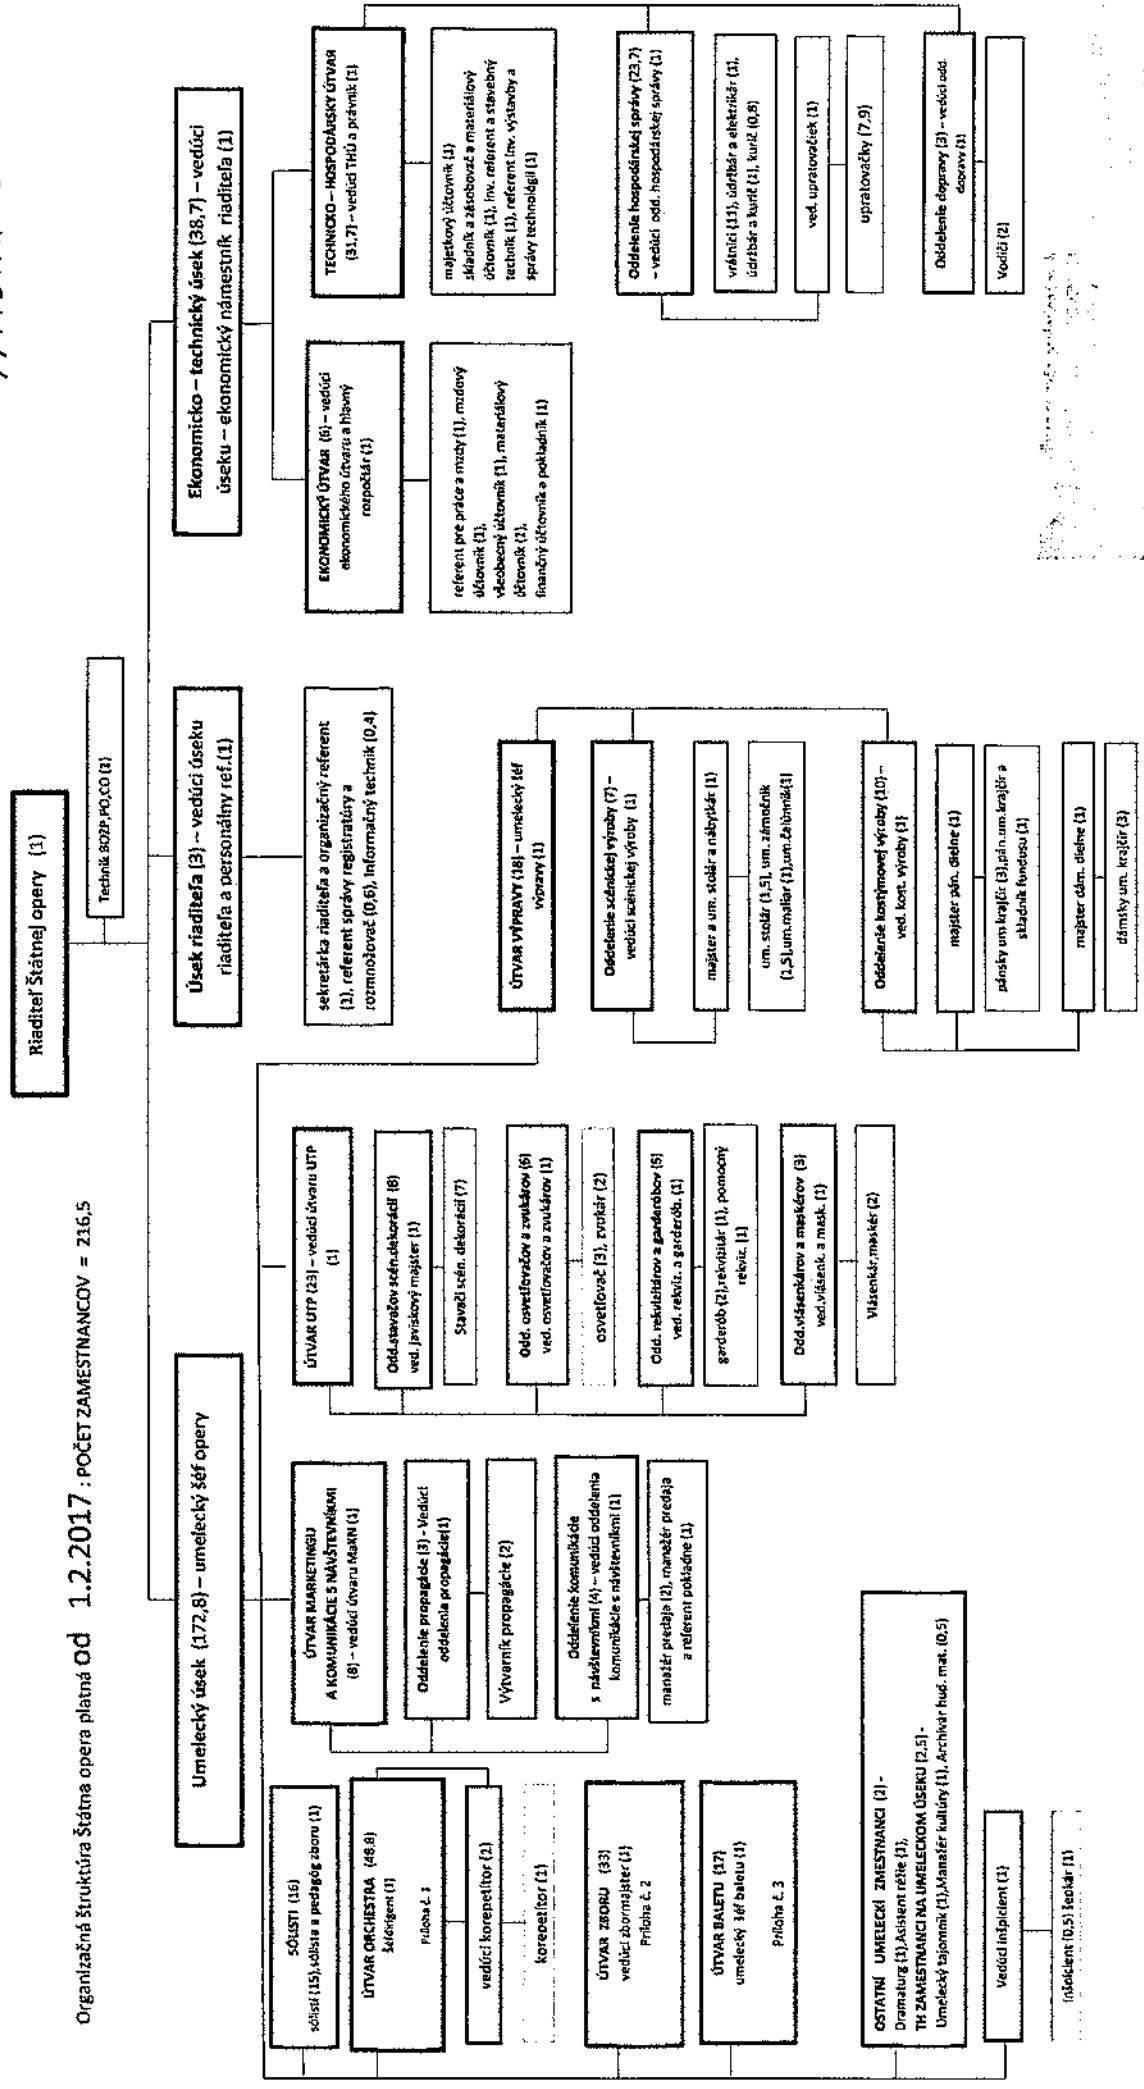 Organizačná štruktúra Štátna opera platná od 1.2.2017 : POČET ZAMESTNANCOV = 216,5
Riaditeľ Štátnej opery (1)
Technik BOZP,PO,CO (1)
Umelecký úsek (172,8) – umelecký šéf opery
Úsek riaditeľa (3) – vedúci úseku
riaditeľa a personálny ref.(1)
Ekonomicko – technický úsek (38,7) – vedúci
úseku – ekonomický námestník riaditeľa (1)
SÓLISTI (16)
sólisti (15),sólista a pedagóg zboru (1)
ÚTVAR ORCHESTRA (48,8)
šéfdirigent (1)
Príloha č. 1
vedúci korepetítor (2)
korepetítor (1)
ÚTVAR ZBORU (33)
vedúci zbormajster (1)
Príloha č. 2
ÚTVAR BALETU (17)
umelecký šéf baletu (1)
Príloha č. 3
OSTATNÍ UMELECKÍ ZMESTNANCI (2) -
Dramaturg (1),Asistent réžie (1),
TH ZAMESTNANCI NA UMELECKOM ÚSEKU (2,5) -
Umelecký tajomník (1),Manažér kultúry (1), Archivár hud. mat. (0,5)
Vedúci inšpicient (1)
Inšpicient (0,5) šepkár (1)
ÚTVAR MARKETINGU
A KOMUNIKÁCIE S NÁVŠTEVNÍKMI
(8) – vedúci útvaru MaKN (1)
Oddelenie propagácie (3) - Vedúci
oddelenia propagácie(1)
Výtvarník propagácie (2)
Oddelenie komunikácie
s návštevníkmi (4) – vedúci oddelenia
komunikácie s návštevníkmi (1)
manažér predaja (2), manažér predaja
a referent pokladne (1)
ÚTVAR UTP (23) – vedúci útvaru UTP
(1)
Odd.stavačov scén.dekorácií (8)
ved. javiskový majster (1)
Stavači scén. dekorácií (7)
Odd. osvetľovačov a zvukárov (6)
ved. osvetľovačov a zvukárov (1)
osvetľovač (3), zvukár (2)
Odd. rekvizitárov a garderóbov (5)
ved. rekviz. a garderób. (1)
garderób (2),rekvizitár (1), pomocný
rekviz. (1)
Odd.vlásenkárov a maskérov (3)
ved.vlásenk. a mask. (1)
Vlásenkár,maskér (2)
sekretárka riaditeľa a organizačný referent
(1), referent správy registratúry a
rozmnožovač (0,6), Informačný technik (0,4)
ÚTVAR VÝPRAVY (18) – umelecký šéf
výpravy (1)
Oddelenie scénickej výroby (7) –
vedúci scénickej výroby (1)
majster a um. stolár a nábytkár (1)
um. stolár (1,5), um. zámočník
(1,5),um.maliar (1),um.čalúnnik(1)
Oddelenie kostýmovej výroby (10) –
ved. kost. výroby (1)
majster pán. dielne (1)
pánsky um krajčír (3),pán.um.krajčír a
skladník fundusu (1)
majster dám. dielne (1)
dámsky um. krajčír (3)
EKONOMICKÝ ÚTVAR (6) – vedúci
ekonomického útvaru a hlavný
rozpočtár (1)
referent pre práce a mzdy (1), mzdový
účtovník (1),
všeobecný účtovník (1), materiálový
účtovník (1),
finančný účtovník a pokladník (1)
TECHNICKO – HOSPODÁRSKY ÚTVAR
(31,7) – vedúci THÚ a právnik (1)
majetkový účtovník (1)
skladník a zásobovač a materiálový
účtovník (1), inv. referent a stavebný
technik (1), referent inv. výstavby a
správy technológií (1)
Oddelenie hospodárskej správy (23,7)
– vedúci odd. hospodárskej správy (1)
vrátnici (11), údržbár a elektrikár (1),
údržbár a kurič (1), kurič (0,8)
ved. upratovačiek (1)
upratovačky (7,9)
Oddelenie dopravy (3) – vedúci odd.
dopravy (1)
Vodiči (2)